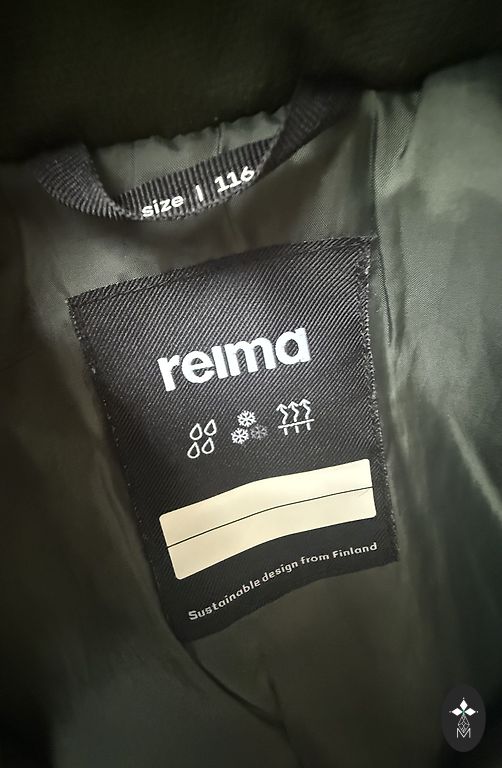 size | 116
reima
Sustainable design from Finland
M